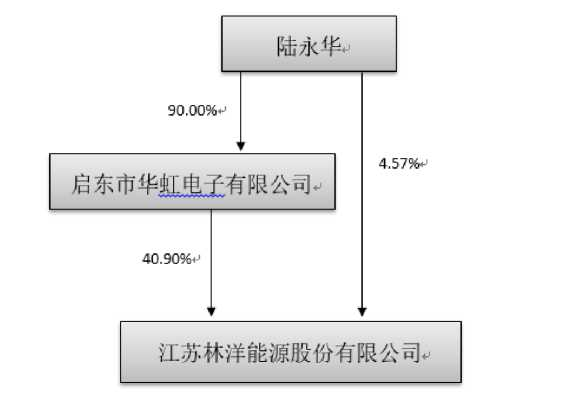 陆永华
90.00%
4.57%
启东市华虹电子有限公司
40.90%
江苏林洋能源股份有限公司